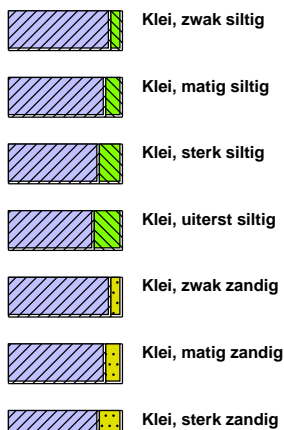 Klei, zwak siltig
Klei, matig siltig
Klei, sterk siltig
Klei, uiterst siltig
Klei, zwak zandig
Klei, matig zandig
Klei, sterk zandig